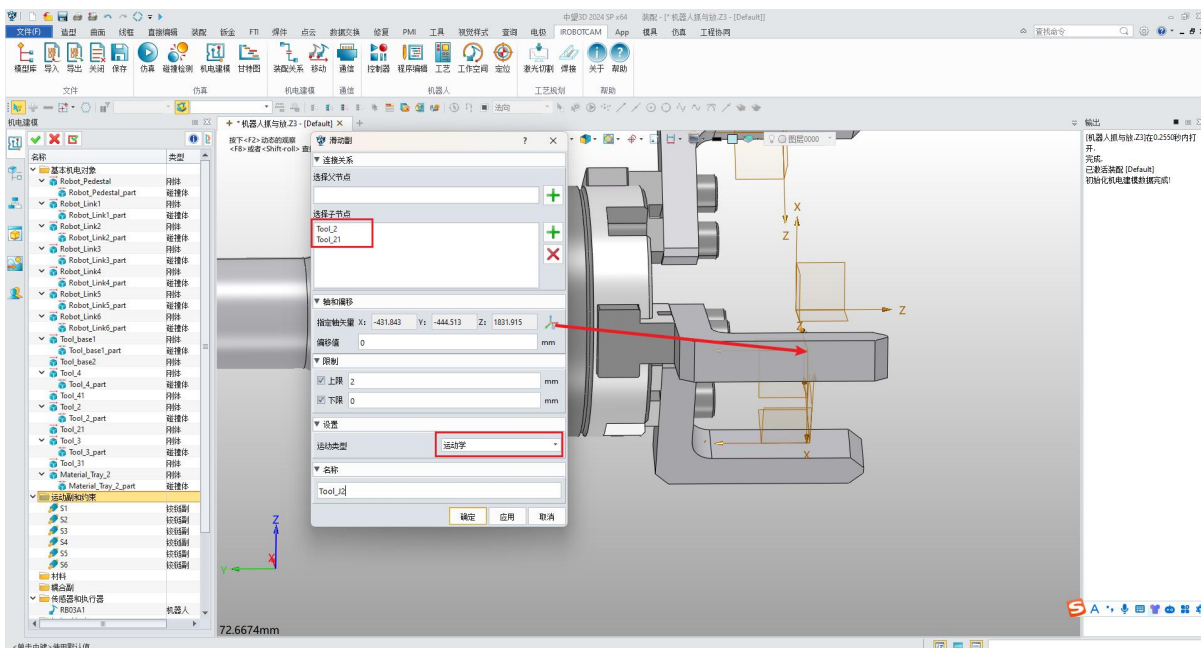 中望3D 2024 SP x64 装配 - [* 机器人抓与放.Z3 - [Default]]
文件(F) 造型 曲面 线框 直接编辑 装配 钣金 FTI 焊件 点云 数据交换 修复 PMI 工具 视觉样式 查询 电极 IROBOTCAM App 模具 仿真 工程协同 查找命令
模型库 导入 导出 关闭 保存 仿真 碰撞检测 机电建模 甘特图 装配关系 移动 通信 控制器 程序编辑 工艺 工作空间 定位 激光切割 焊接 关于 帮助
文件 仿真 机电建模 通信 机器人 工艺规划 帮助
法向
机电建模
+ * 机器人抓与放.Z3 - [Default] × +
输出
按下<F2>动态的观察
<F8>或者<Shift-roll>
图层0000
[机器人抓与放.Z3]在0.2550秒内打
开.
完成.
已激活装配 [Default]
初始化机电建模数据完成!
名称 类型
基本机电对象
Robot_Pedestal 刚体
Robot_Pedestal_part 碰撞体
Robot_Link1 刚体
Robot_Link1_part 碰撞体
Robot_Link2 刚体
Robot_Link2_part 碰撞体
Robot_Link3 刚体
Robot_Link3_part 碰撞体
Robot_Link4 刚体
Robot_Link4_part 碰撞体
Robot_Link5 刚体
Robot_Link5_part 碰撞体
Robot_Link6 刚体
Robot_Link6_part 碰撞体
Tool_base1 刚体
Tool_base1_part 碰撞体
Tool_base2 刚体
Tool_4 刚体
Tool_4_part 碰撞体
Tool_41 刚体
Tool_2 刚体
Tool_2_part 碰撞体
Tool_21 刚体
Tool_3 刚体
Tool_3_part 碰撞体
Tool_31 刚体
Material_Tray_2 刚体
Material_Tray_2_part 碰撞体
运动副和约束
S1 铰链副
S2 铰链副
S3 铰链副
S4 铰链副
S5 铰链副
S6 铰链副
材料
耦合副
传感器和执行器
RB03A1 机器人
滑动副 ? ×
连接关系
选择父节点
选择子节点
Tool_2
Tool_21
轴和偏移
指定轴矢量 X: -431.843 Y: -444.513 Z: 1831.915
偏移值 0 mm
限制
上限 2 mm
下限 0 mm
设置
运动类型 运动学
名称
Tool_J2
确定 应用 取消
X
Z
Z
Z
X
Z
X
Y
72.6674mm
A
<单击中键>使用默认值